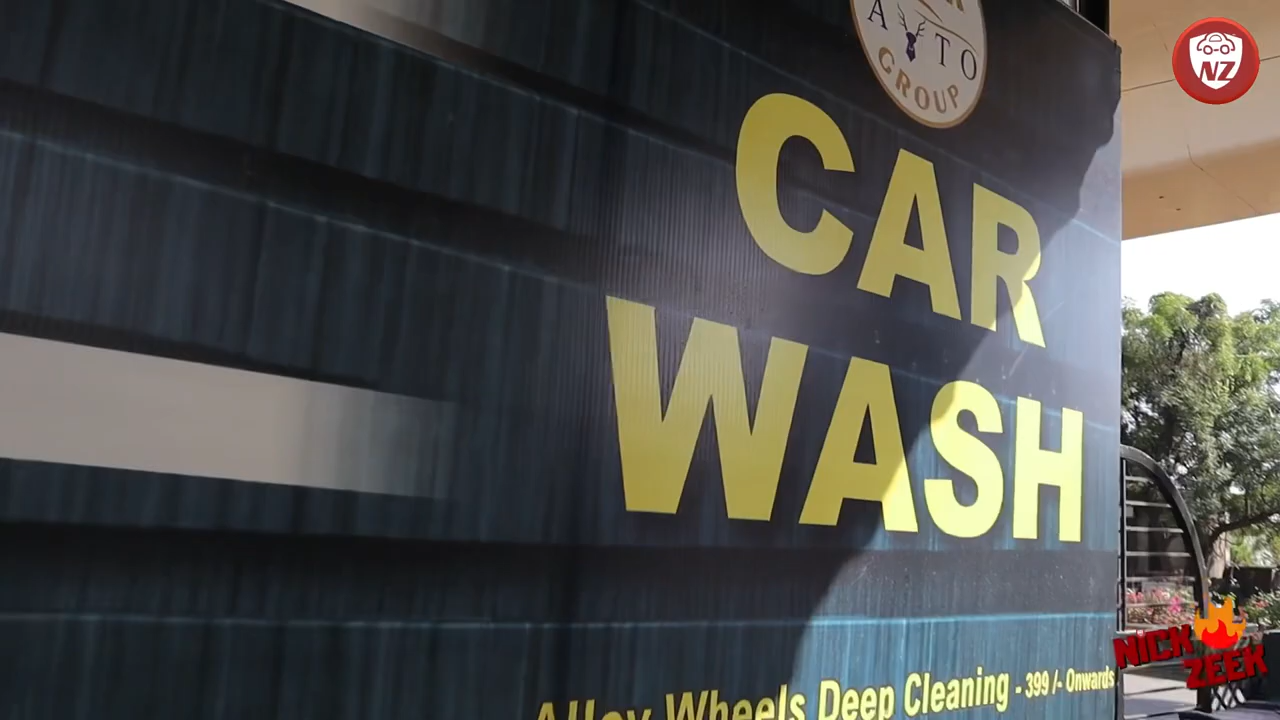 AUTO
GROUP
CAR
WASH
Alloy Wheels Deep Cleaning - 399 /- Onwards
NZ
NICK
ZEEK